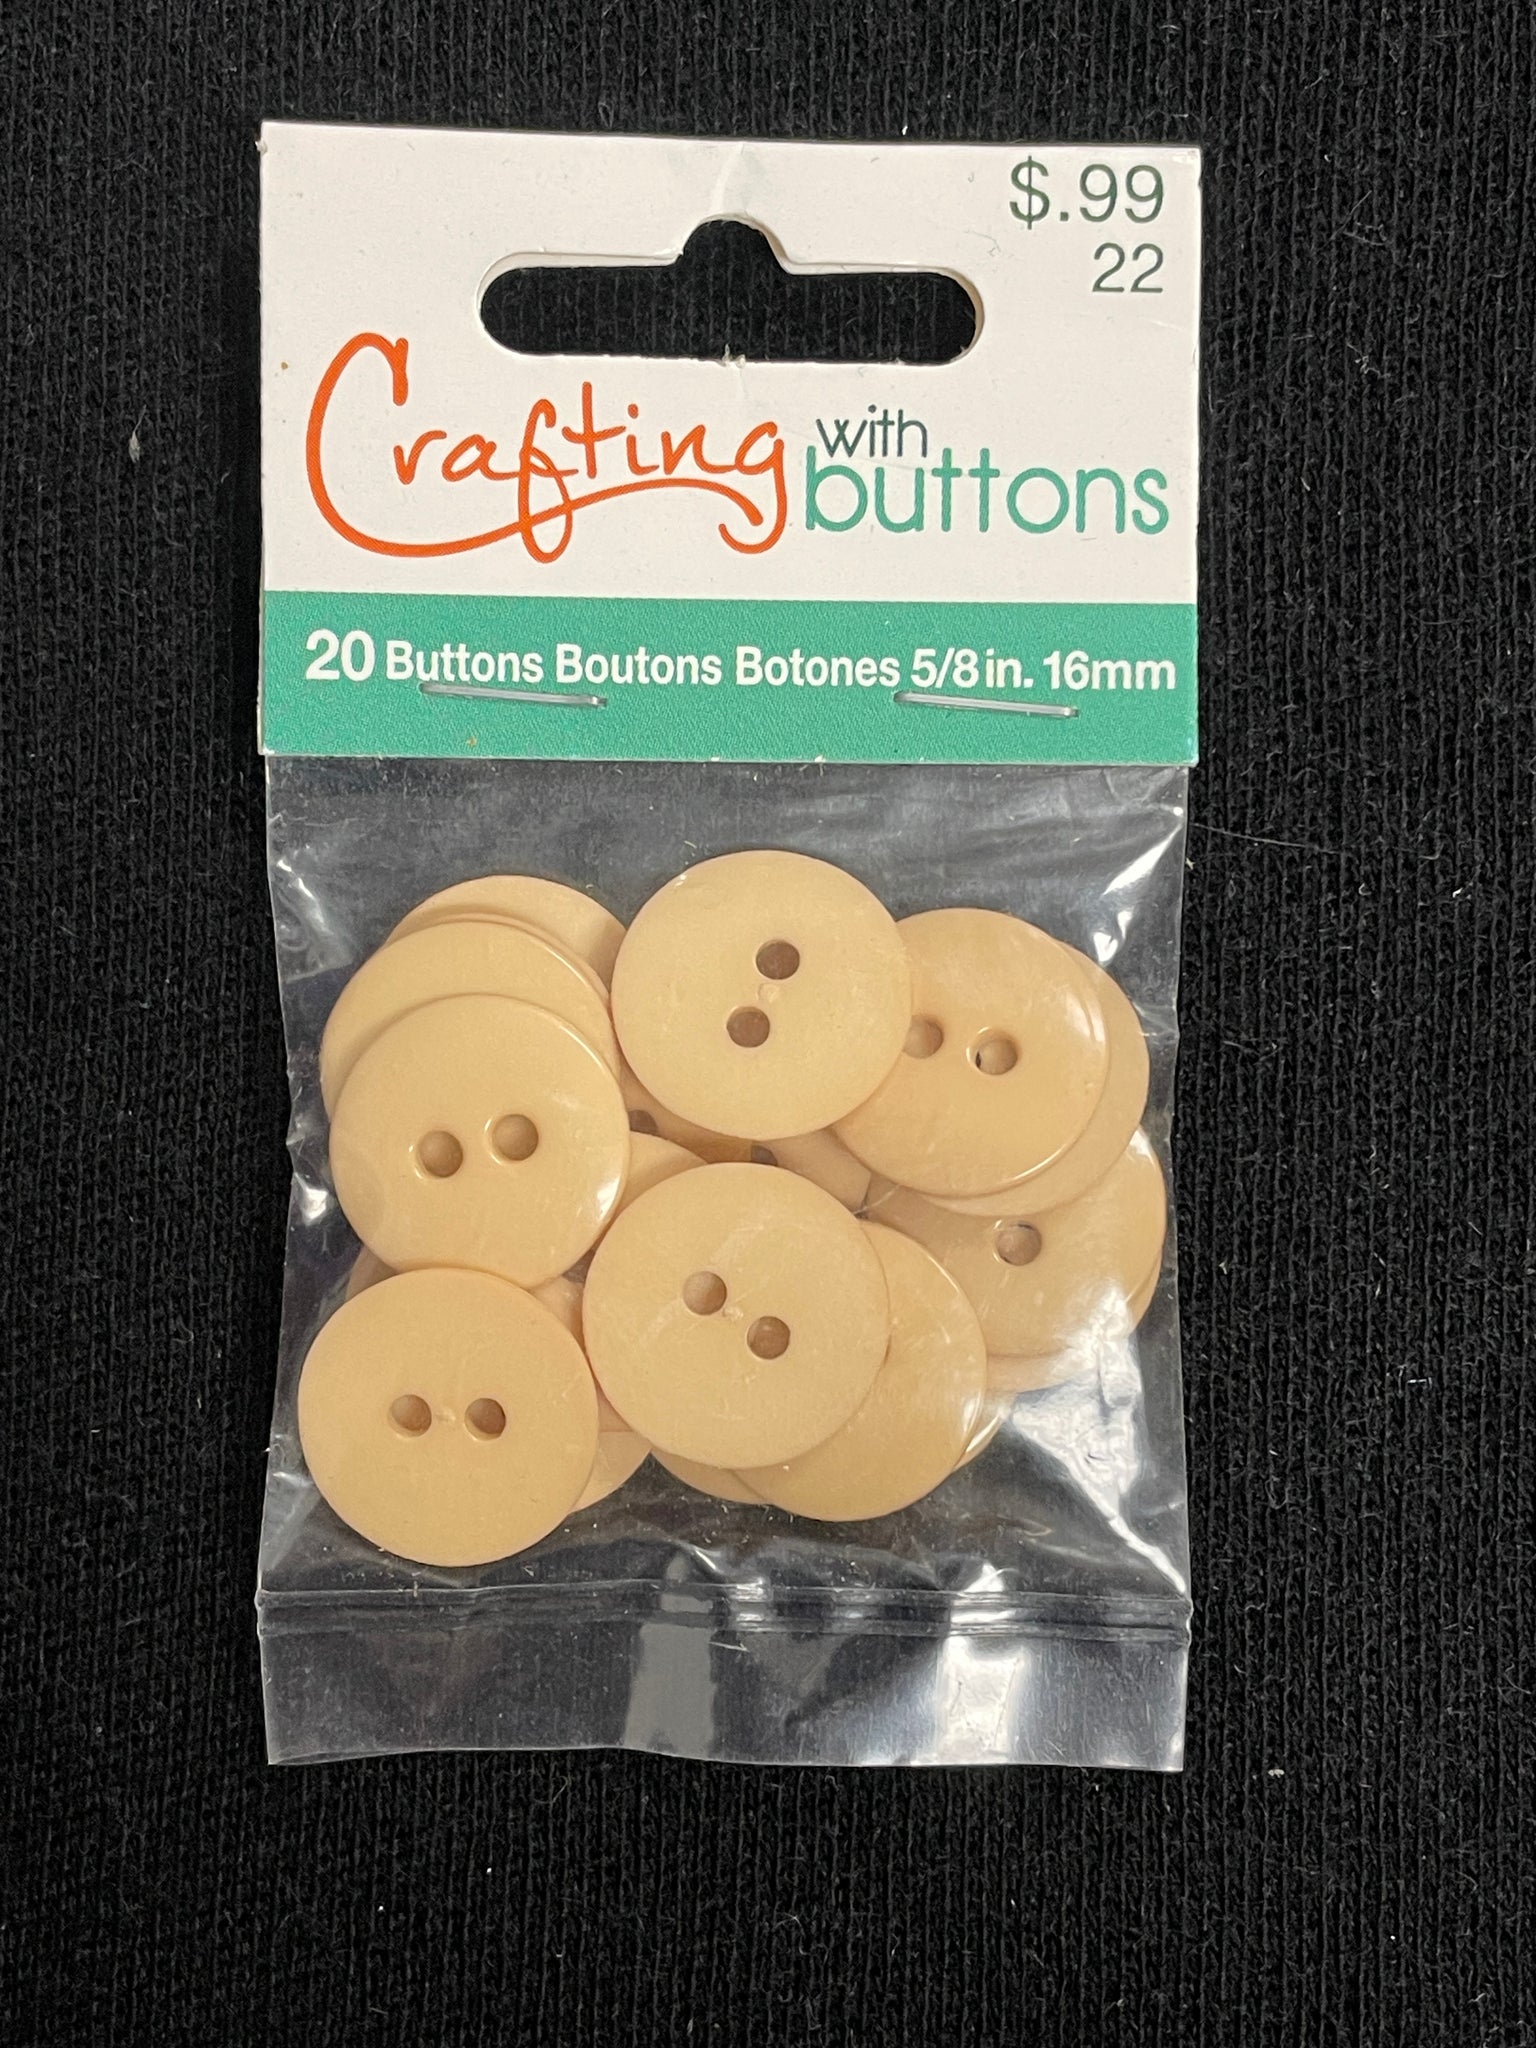 $.99
22
Crafting with buttons
20 Buttons Boutons Botones 5/8 in. 16mm